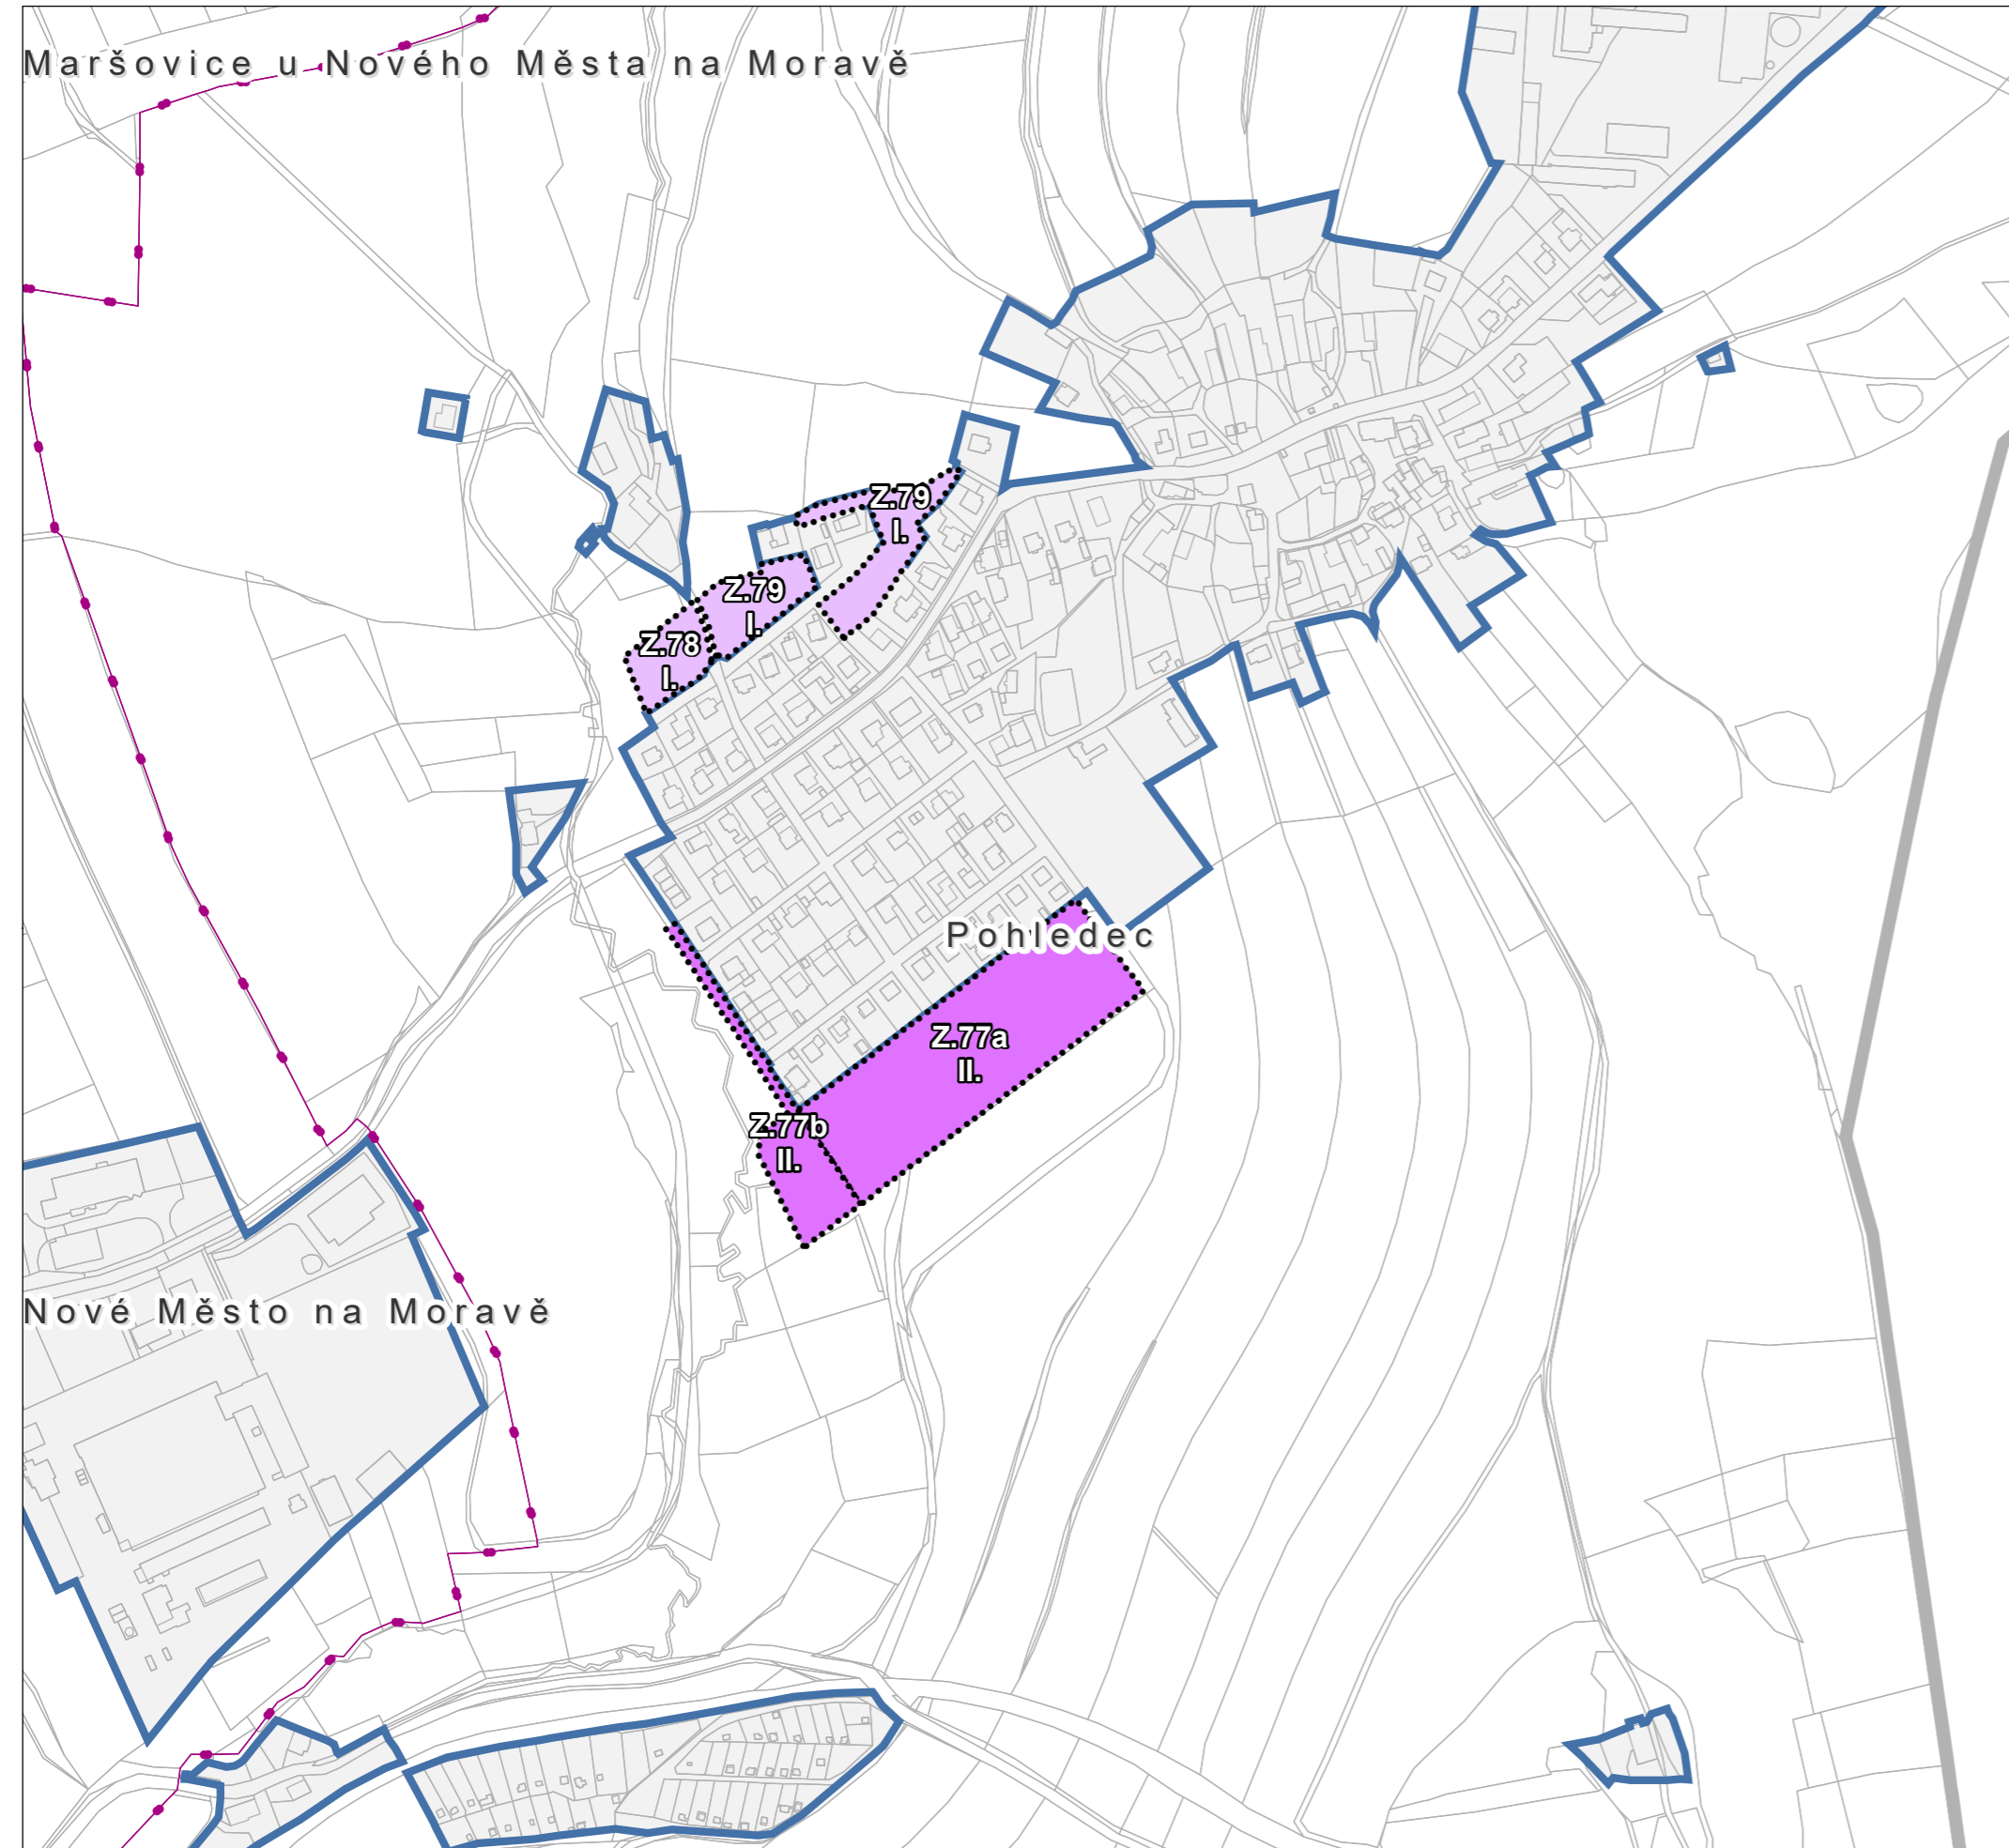 Maršovice u Nového Města na Moravě
Z.79
I.
Z.79
I.
Z.78
I.
Pohledec
Z.77a
II.
Z.77b
II.
Nové Město na Moravě